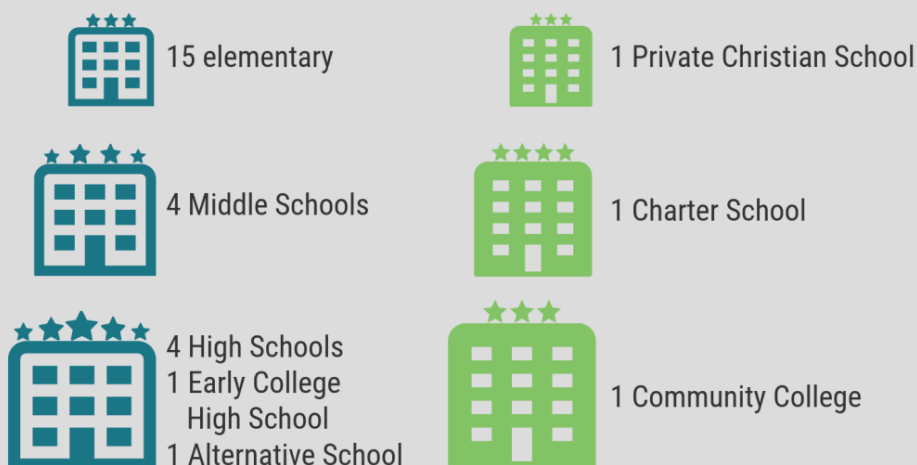 15 elementary
1 Private Christian School
4 Middle Schools
1 Charter School
4 High Schools
1 Early College
High School
1 Alternative School
1 Community College